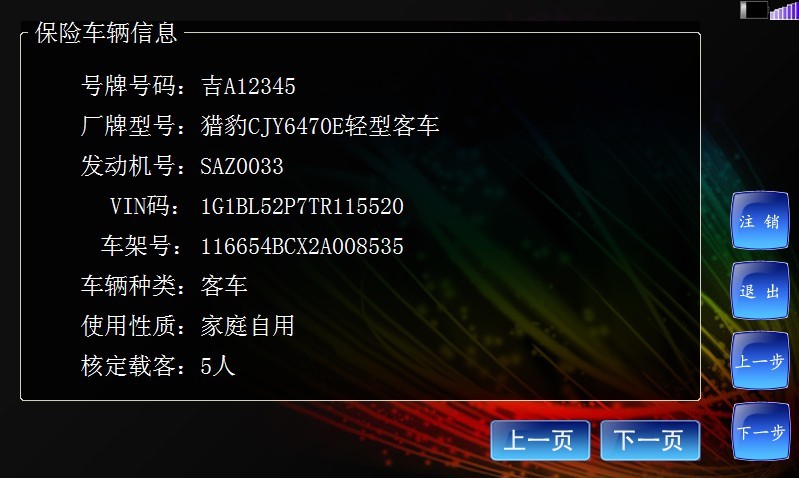 保险车辆信息
号牌号码：吉A12345
厂牌型号：猎豹CJY6470E轻型客车
发动机号：SAZ0033
VIN码：1G1BL52P7TR115520
车架号：116654BCX2A008535
车辆种类：客车
使用性质：家庭自用
核定载客：5人
注 销
退 出
上一步
下一步
上一页
下一页